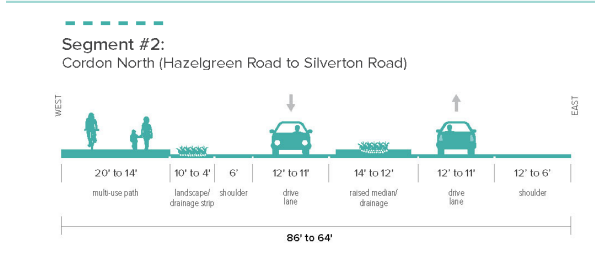 Segment #2:
Cordon North (Hazelgreen Road to Silverton Road)
WEST
EAST
20' to 14'
10' to 4'
6'
12' to 11'
14' to 12'
12' to 11'
12' to 6'
multi-use path
landscape/
drainage strip
shoulder
drive
lane
raised median/
drainage
drive
lane
shoulder
86' to 64'